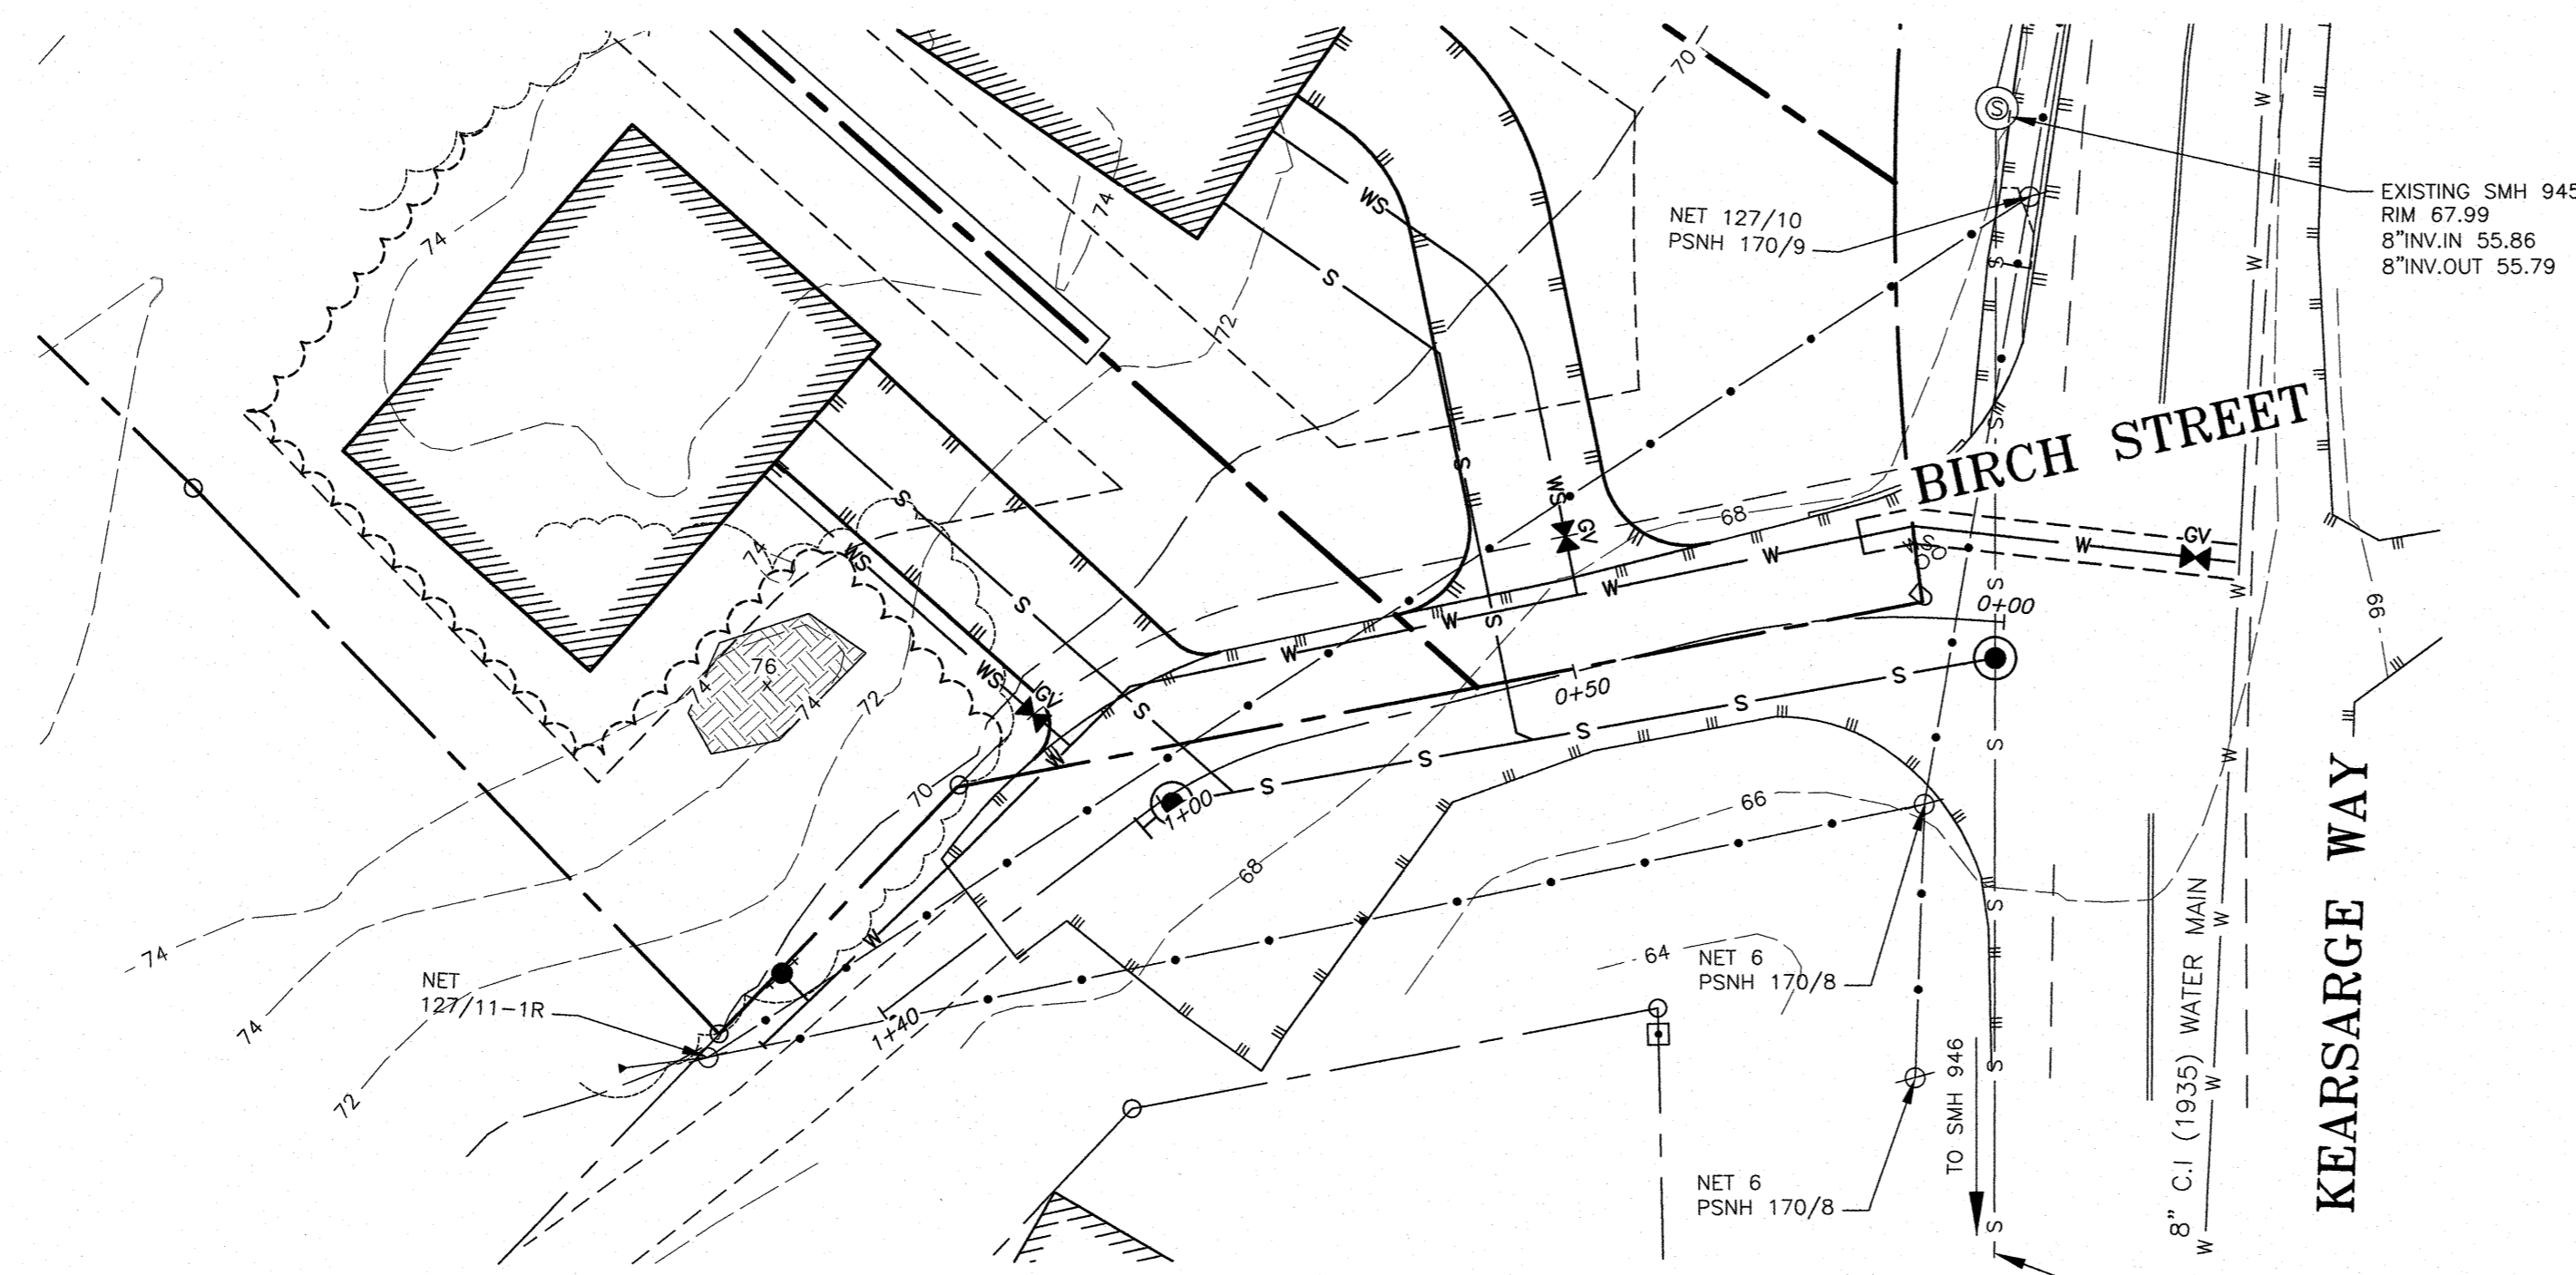 70
EXISTING SMH 945
RIM 67.99
8"INV.IN 55.86
8"INV.OUT 55.79
NET 127/10
PSNH 170/9
74
74
72
WS
S
W
W
S
BIRCH STREET
S
S
WS
GV
68
W
W
W
GV
W
S
W
0+00
66
74
WS
S
S
W
W
S
76
74
74
72
WS
GV
S
W
0+50
S
S
S
S
S
S
W
70
1+00
66
68
W
74
74
72
NET
127/11-1R
1+40
64
NET 6
PSNH 170/8
NET 6
PSNH 170/8
TO SMH 946
S
S
S
W
W
W
8" C.I (1935) WATER MAIN
KEARSARGE WAY